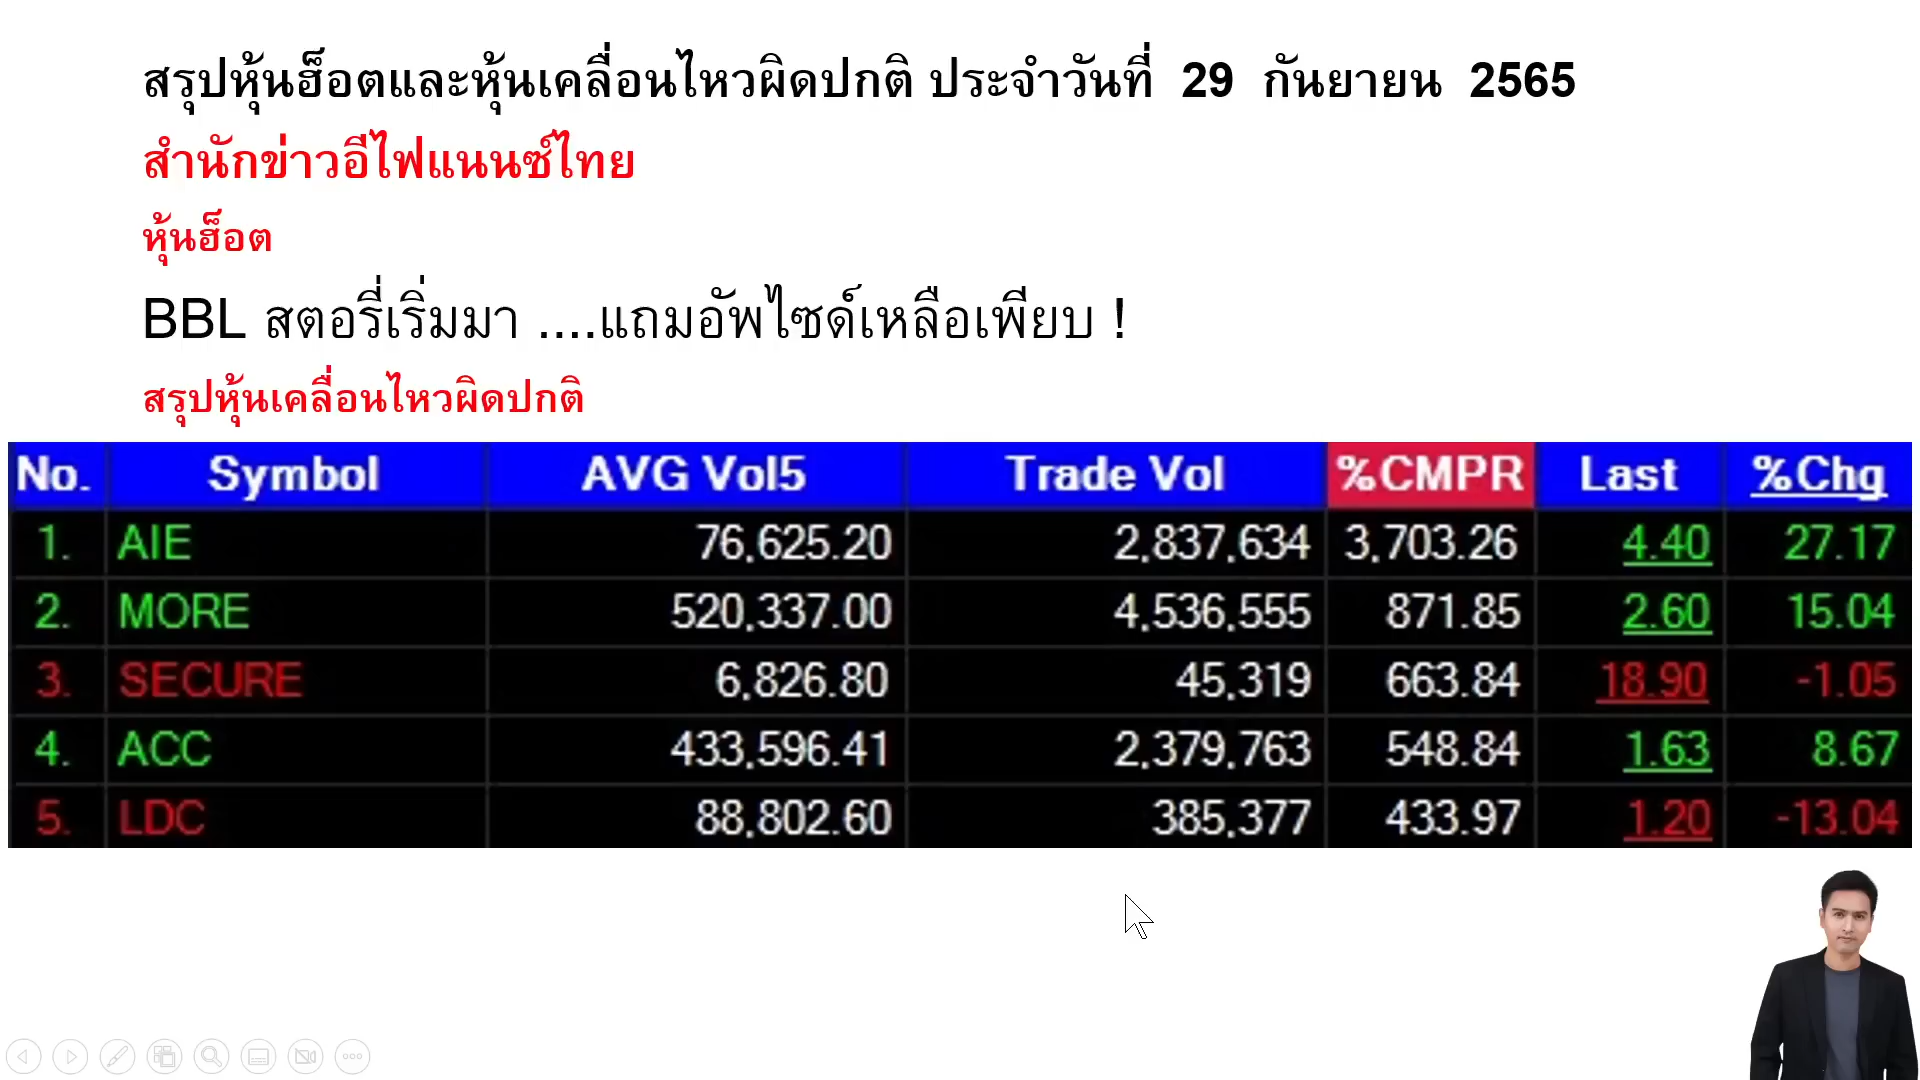 สรุปหุ้นฮ็อตและหุ้นเคลื่อนไหวผิดปกติ ประจำวันที่ 29 กันยายน 2565
สำนักข่าวอีไฟแนนซ์ไทย
หุ้นฮ็อต
BBL สตอรี่เริ่มมา ....แถมอัพไซด์เหลือเพียบ !
สรุปหุ้นเคลื่อนไหวผิดปกติ
No. Symbol AVG Vol5 Trade Vol %CMPR Last %Chg
1. AIE 76,625.20 2,837,634 3,703.26 4.40 27.17
2. MORE 520,337.00 4,536,555 871.85 2.60 15.04
3. SECURE 6,826.80 45,319 663.84 18.90 -1.05
4. ACC 433,596.41 2,379,763 548.84 1.63 8.67
5. LDC 88,802.60 385,377 433.97 1.20 -13.04